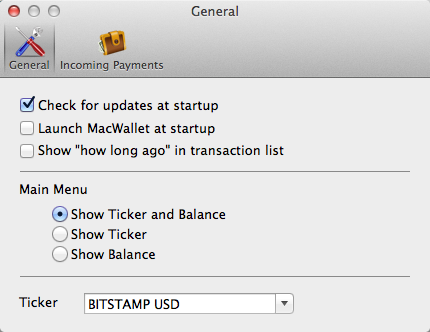 General
General Incoming Payments
Check for updates at startup
Launch MacWallet at startup
Show "how long ago" in transaction list
Main Menu
Show Ticker and Balance
Show Ticker
Show Balance
Ticker BITSTAMP USD